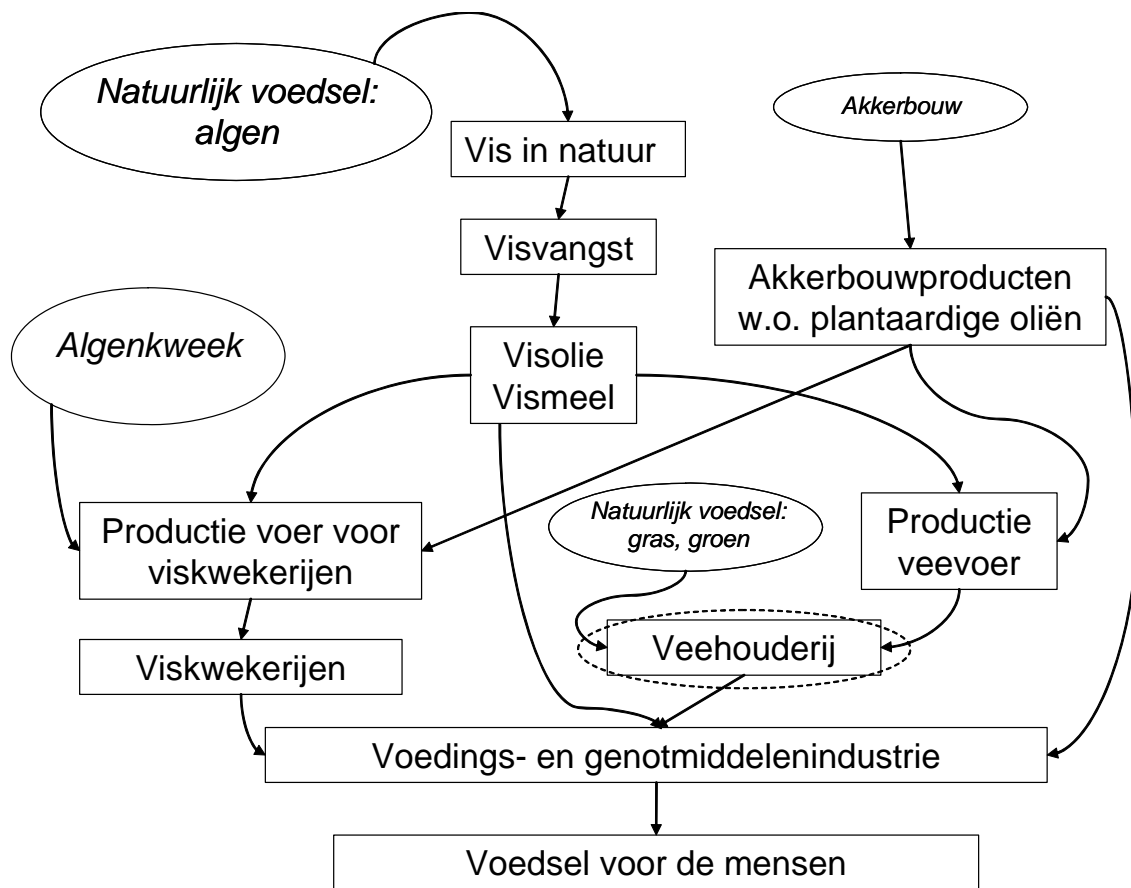 Natuurlijk voedsel:
algen
Akkerbouw
Vis in natuur
Visvangst
Akkerbouwproducten
w.o. plantaardige oliën
Algenkweek
Visolie
Vismeel
Natuurlijk voedsel:
gras, groen
Productie voer voor
viskwekerijen
Productie
veevoer
Veehouderij
Viskwekerijen
Voedings- en genotmiddelenindustrie
Voedsel voor de mensen